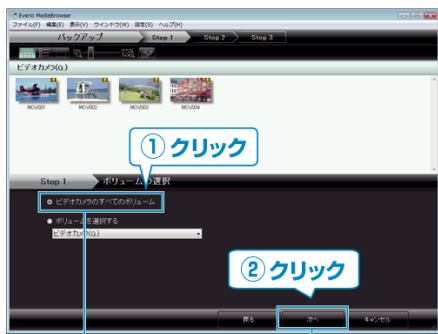 Everio MediaBrowser
ファイル(F) 編集(E) 表示(V) ウインドウ(W) 設定(S) ヘルプ(H)
バックアップ Step 1 Step 2 Step 3
ビデオカメラ(G:)
MOV001 MOV002 MOV003 MOV004
① クリック
Step 1 ボリュームの選択
ビデオカメラのすべてのボリューム
ボリュームを選択する
ビデオカメラ(G:)
② クリック
戻る 次へ キャンセル